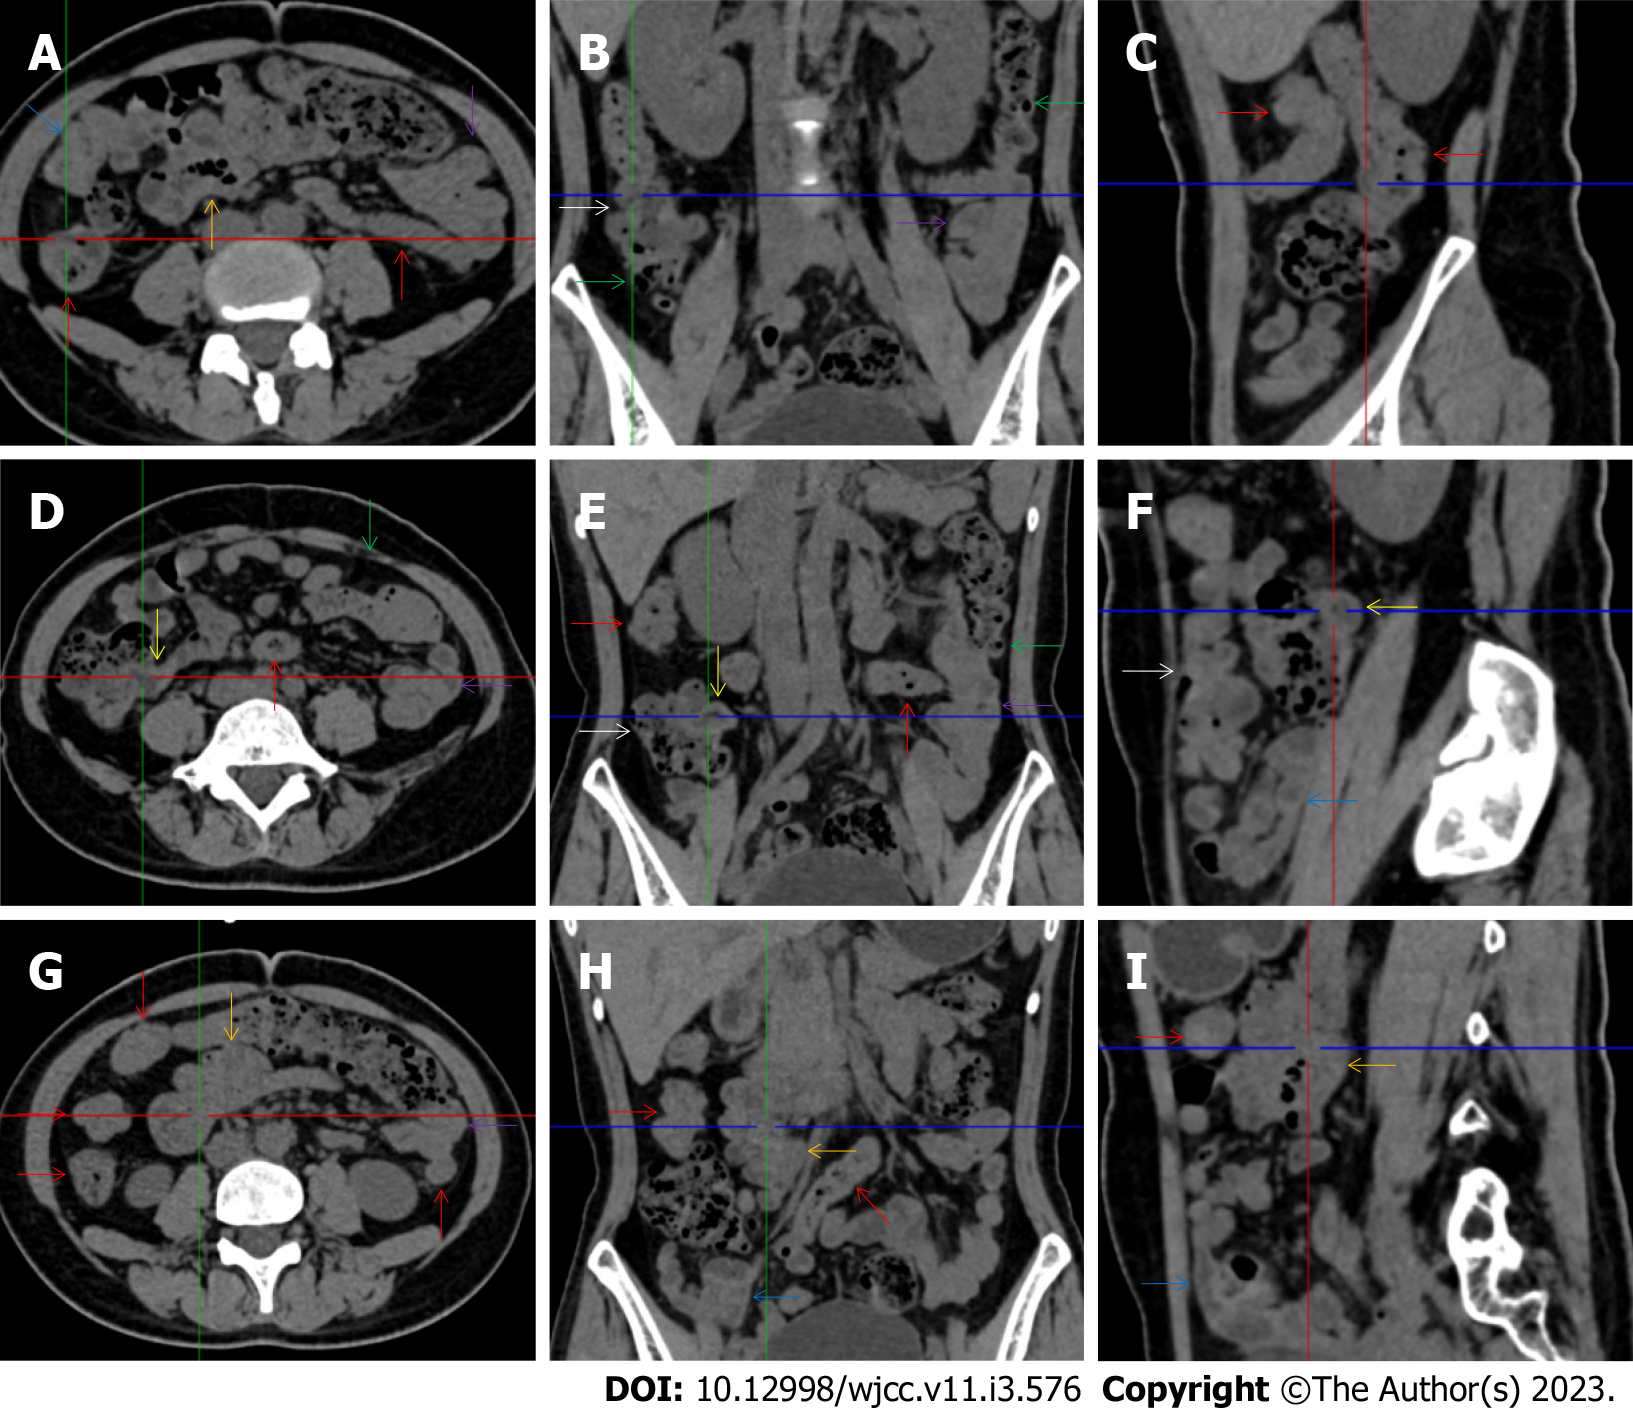 A
B
C
D
E
F
G
H
I
DOI: 10.12998/wjcc.v11.i3.576 Copyright ©The Author(s) 2023.